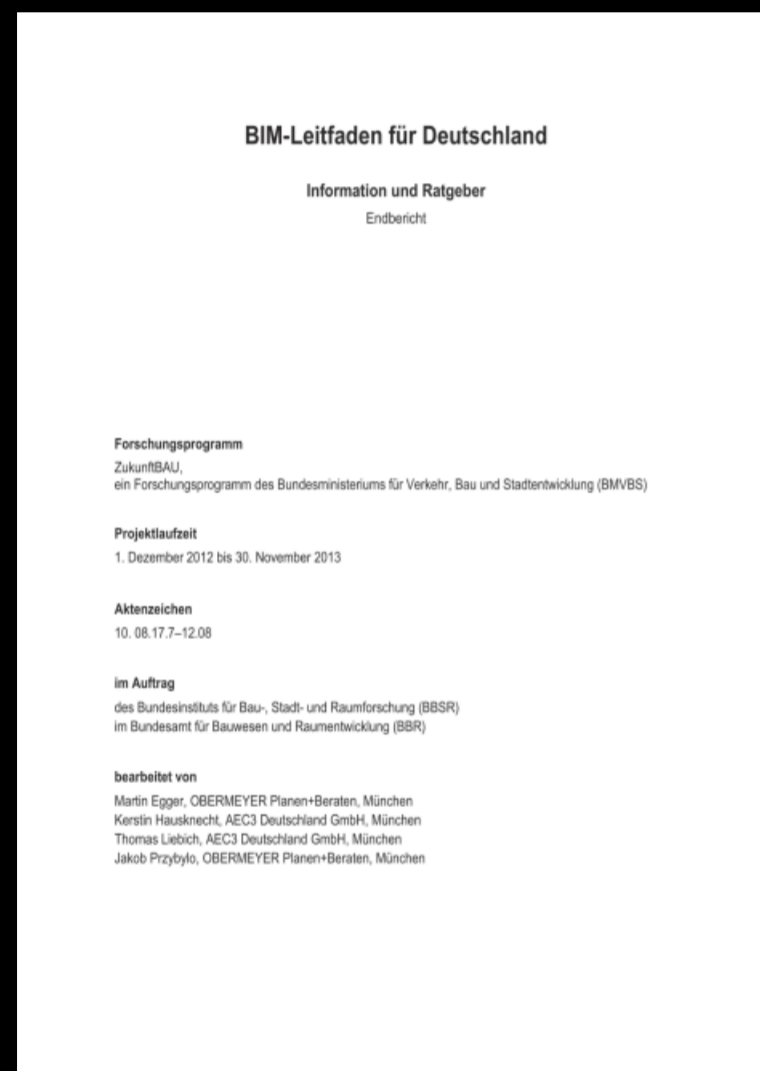 BIM-Leitfaden für Deutschland
Information und Ratgeber
Endbericht
Forschungsprogramm
ZukunftBAU,
ein Forschungsprogramm des Bundesministeriums für Verkehr, Bau und Stadtentwicklung (BMVBS)
Projektlaufzeit
1. Dezember 2012 bis 30. November 2013
Aktenzeichen
10. 08.17.7–12.08
im Auftrag
des Bundesinstituts für Bau-, Stadt- und Raumforschung (BBSR)
im Bundesamt für Bauwesen und Raumentwicklung (BBR)
bearbeitet von
Martin Egger, OBERMEYER Planen+Beraten, München
Kerstin Hausknecht, AEC3 Deutschland GmbH, München
Thomas Liebich, AEC3 Deutschland GmbH, München
Jakob Przybylo, OBERMEYER Planen+Beraten, München